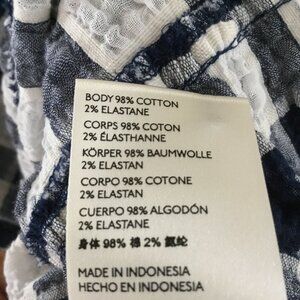 BODY 98% COTTON
2% ELASTANE
CORPS 98% COTON
2% ÉLASTHANNE
KÖRPER 98% BAUMWOLLE
2% ELASTAN
CORPO 98% COTONE
2% ELASTAN
CUERPO 98% ALGODÓN
2% ELASTANE
身体 98% 棉 2% 氨纶
MADE IN INDONESIA
HECHO EN INDONESIA